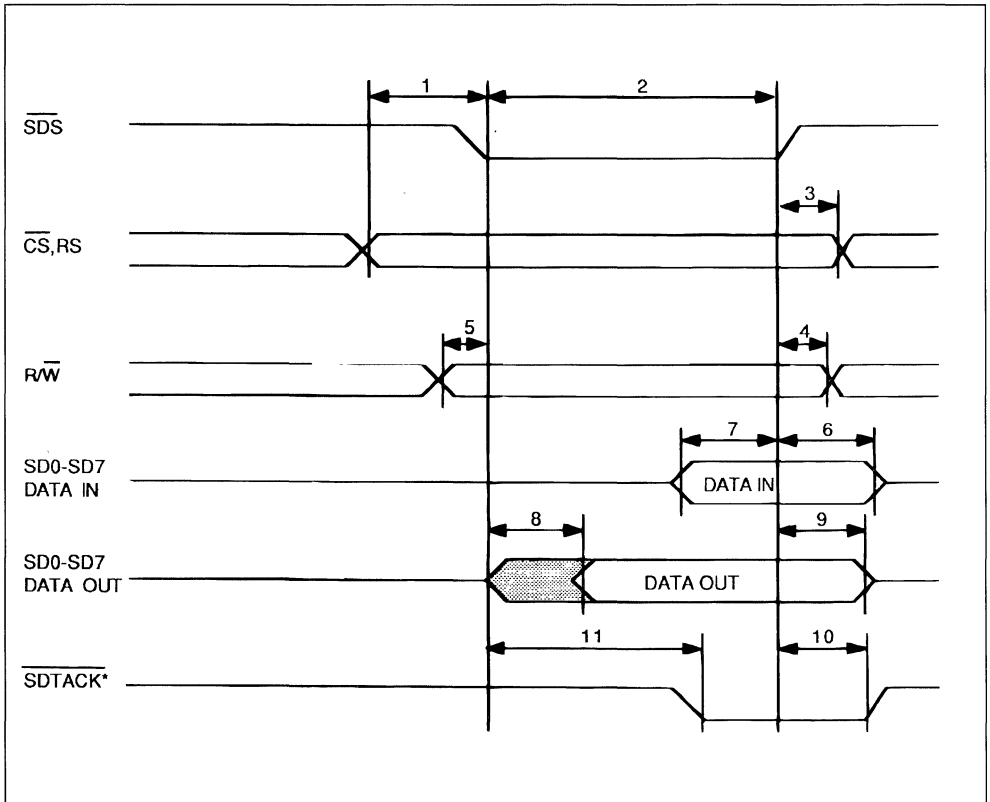 1
2
SDS
3
CS,RS
5
4
R/W
7
6
SD0-SD7
DATA IN
DATA IN
8
9
SD0-SD7
DATA OUT
DATA OUT
11
10
SDTACK*